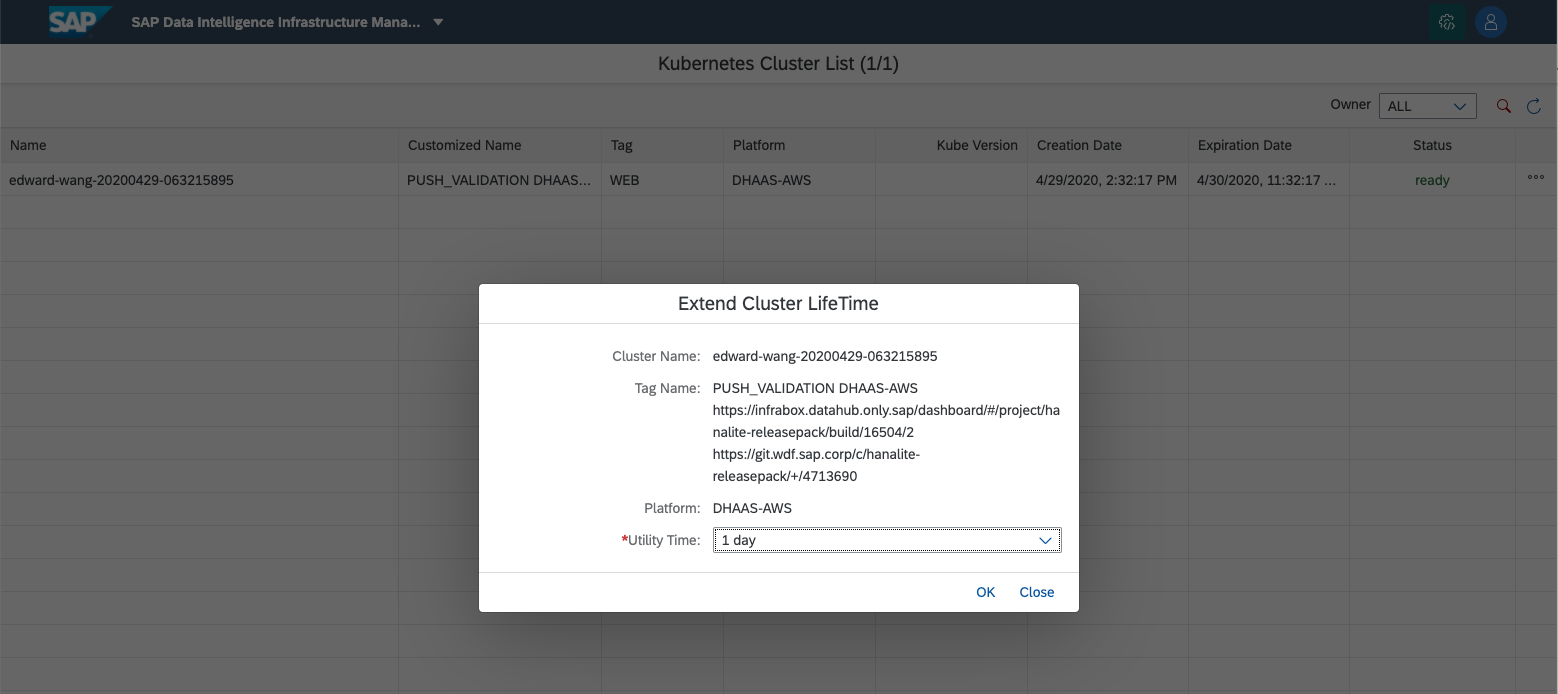 SAP
SAP Data Intelligence Infrastructure Mana...
Kubernetes Cluster List (1/1)
Owner ALL
Name Customized Name Tag Platform Kube Version Creation Date Expiration Date Status
edward-wang-20200429-063215895 PUSH_VALIDATION DHAAS... WEB DHAAS-AWS 4/29/2020, 2:32:17 PM 4/30/2020, 11:32:17 ... ready
Extend Cluster LifeTime
Cluster Name: edward-wang-20200429-063215895
Tag Name: PUSH_VALIDATION DHAAS-AWS
https://infrabox.datahub.only.sap/dashboard/#/project/ha
nalite-releasepack/build/16504/2
https://git.wdf.sap.corp/c/hanalite-
releasepack/+/4713690
Platform: DHAAS-AWS
*Utility Time: 1 day
OK Close